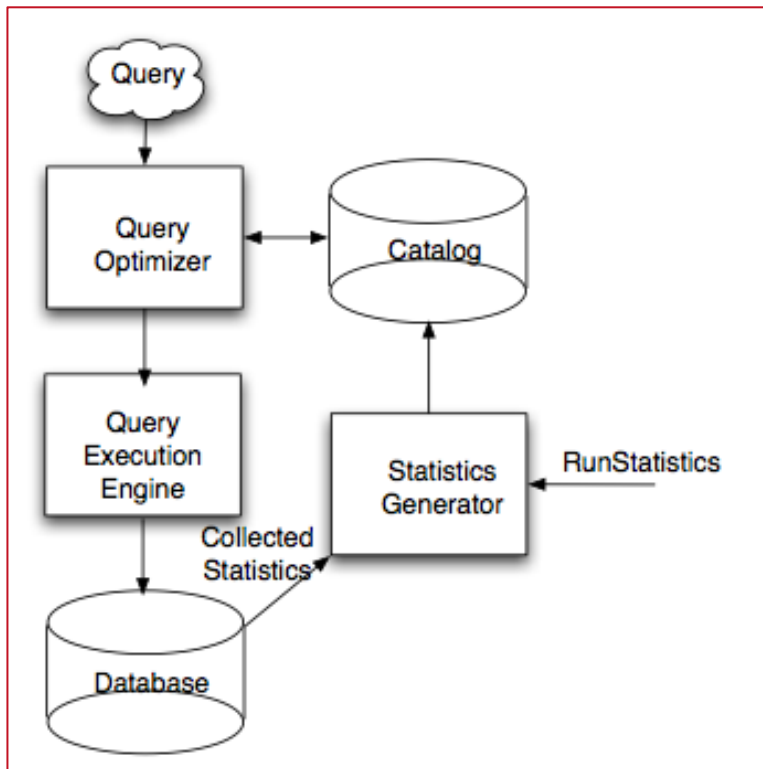 Query
Query
Optimizer
Catalog
Query
Execution
Engine
Statistics
Generator
RunStatistics
Collected
Statistics
Database